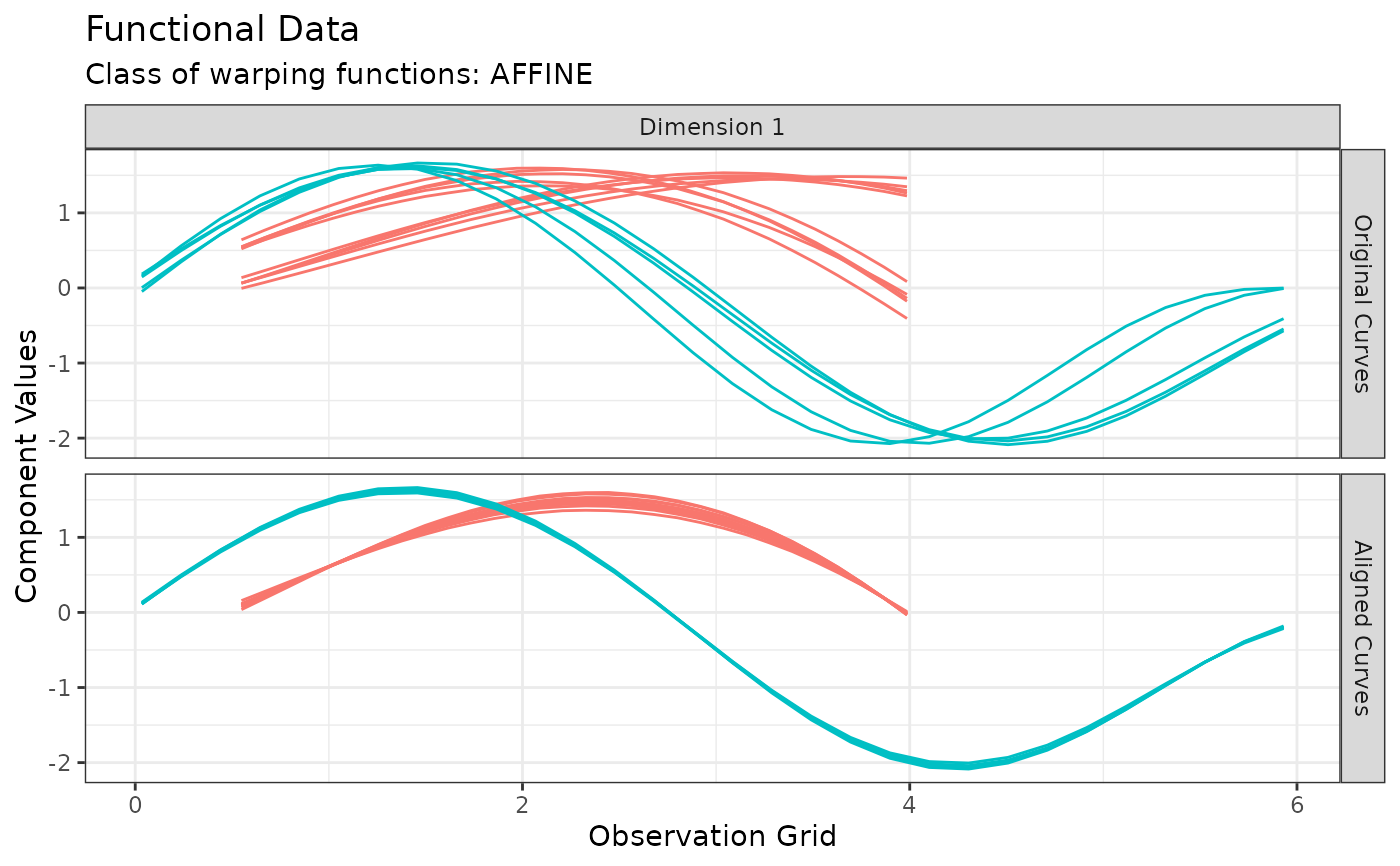 Functional Data
Class of warping functions: AFFINE
Dimension 1
Component Values
1
0
-1
-2
Original Curves
1
0
-1
-2
Aligned Curves
0
2
4
6
Observation Grid